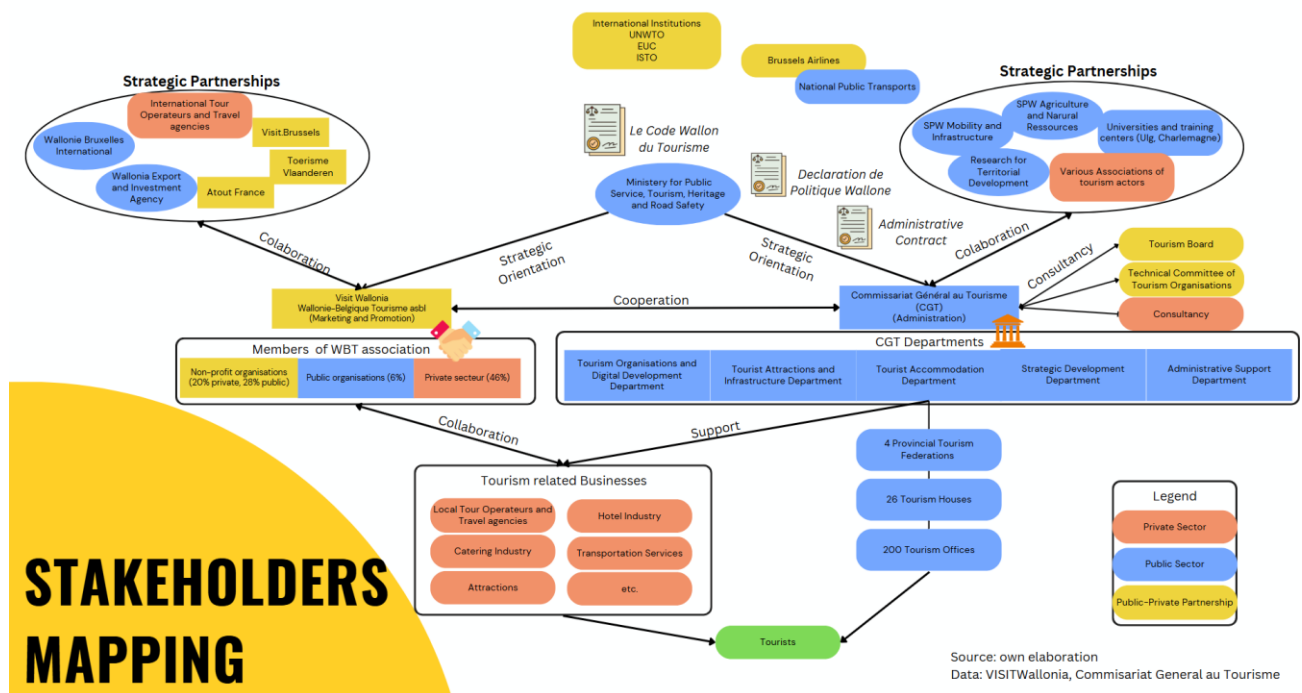 International Institutions
UNWTO
EUC
ISTO
Brussels Airlines
National Public Transports
Strategic Partnerships
International Tour
Operateurs and Travel
agencies
Visit.Brussels
Wallonie Bruxelles
International
Toerisme
Vlaanderen
Wallonia Export
and Investment
Agency
Atout France
Le Code Wallon
du Tourisme
Ministery for Public
Service, Tourism, Heritage
and Road Safety
Declaration de
Politique Wallone
Administrative
Contract
Strategic Partnerships
SPW Agriculture
and Narural
Ressources
SPW Mobility and
Infrastructure
Universities and training
centers (Ulg, Charlemagne)
Research for
Territorial
Development
Various Associations of
tourism actors
Colaboration
Strategic
Orientation
Strategic
Orientation
Colaboration
Consultancy
Tourism Board
Technical Committee of
Tourism Organisations
Consultancy
Visit Wallonia
Wallonie-Belgique Tourisme asbl
(Marketing and Promotion)
Cooperation
Commissariat Général au Tourisme
(CGT)
(Administration)
Members of WBT association
Non-profit organisations
(20% private, 28% public)
Public organisations (6%)
Private secteur (46%)
CGT Departments
Tourism Organisations and
Digital Development
Department
Tourist Attractions and
Infrastructure Department
Tourist Accommodation
Department
Strategic Development
Department
Administrative Support
Department
Collaboration
Support
4 Provincial Tourism
Federations
26 Tourism Houses
200 Tourism Offices
Tourism related Businesses
Local Tour Operateurs and
Travel agencies
Hotel Industry
Catering Industry
Transportation Services
Attractions
etc.
Tourists
Legend
Private Sector
Public Sector
Public-Private Partnership
STAKEHOLDERS
MAPPING
Source: own elaboration
Data: VISITWallonia, Commisariat General au Tourisme